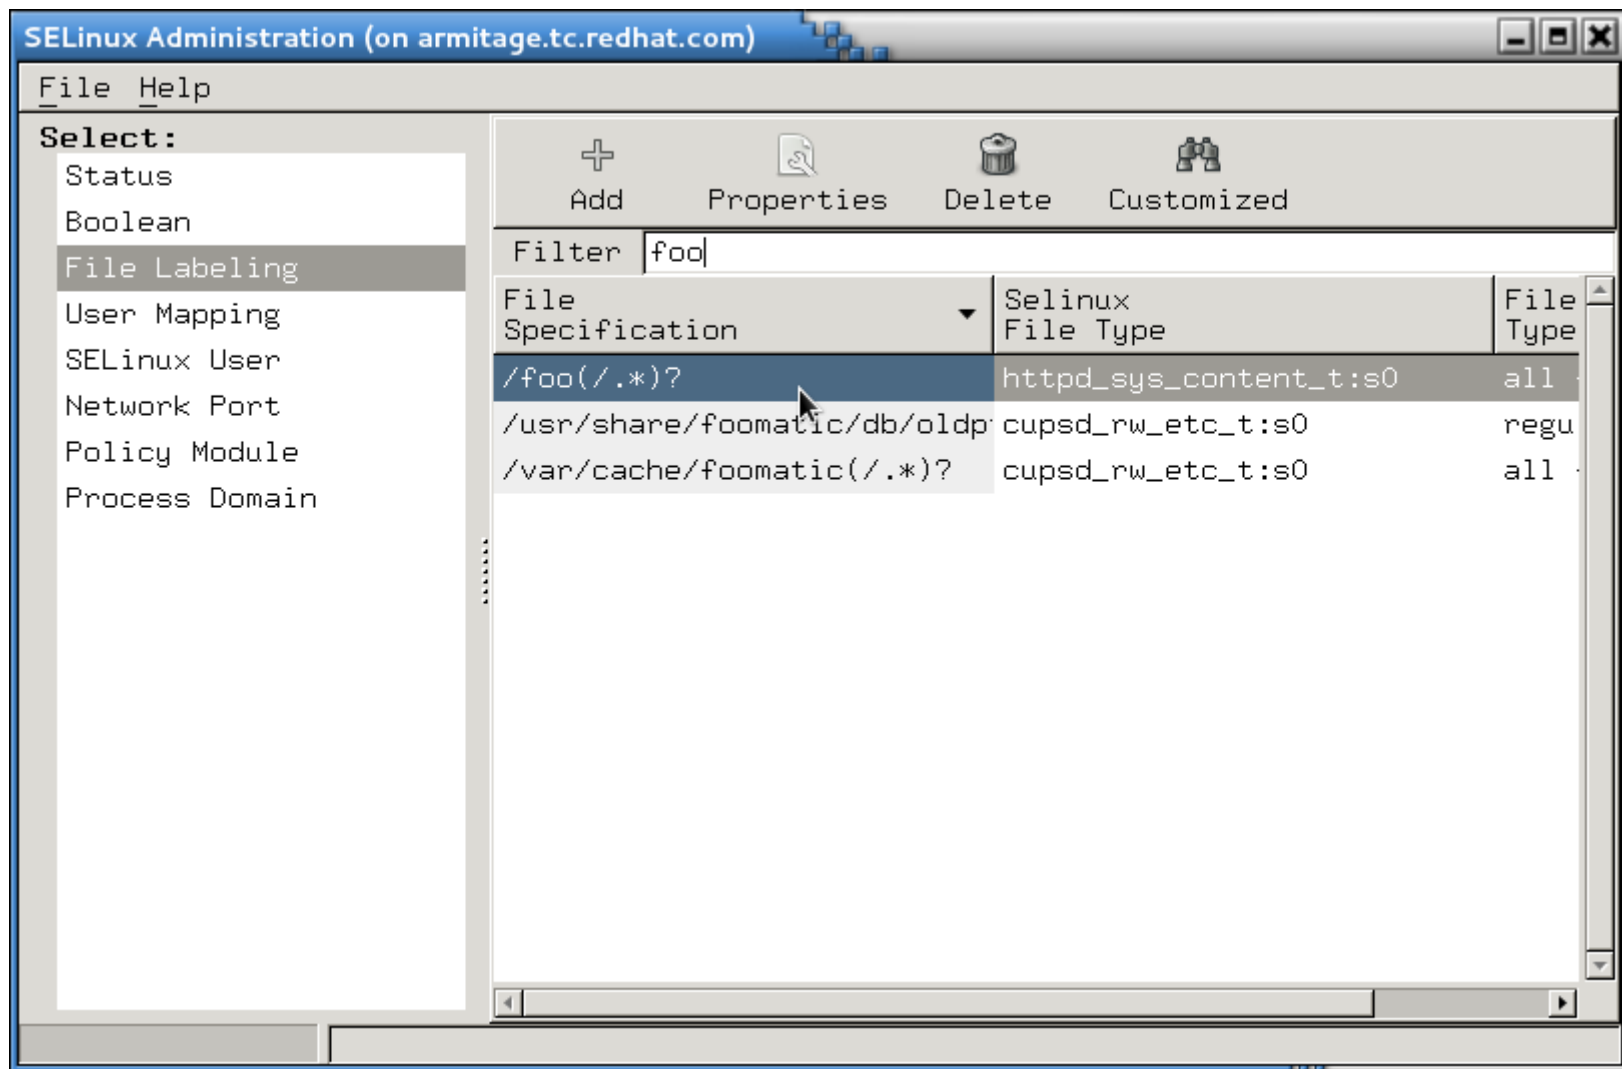 SELinux Administration (on armitage.tc.redhat.com)
File Help
Select:
Status
Boolean
File Labeling
User Mapping
SELinux User
Network Port
Policy Module
Process Domain
Add Properties Delete Customized
Filter foo
File Specification Selinux File Type File Type
/foo(/.*)? httpd_sys_content_t:s0 all
/usr/share/foomatic/db/oldp cupsd_rw_etc_t:s0 regu
/var/cache/foomatic(/.*)? cupsd_rw_etc_t:s0 all